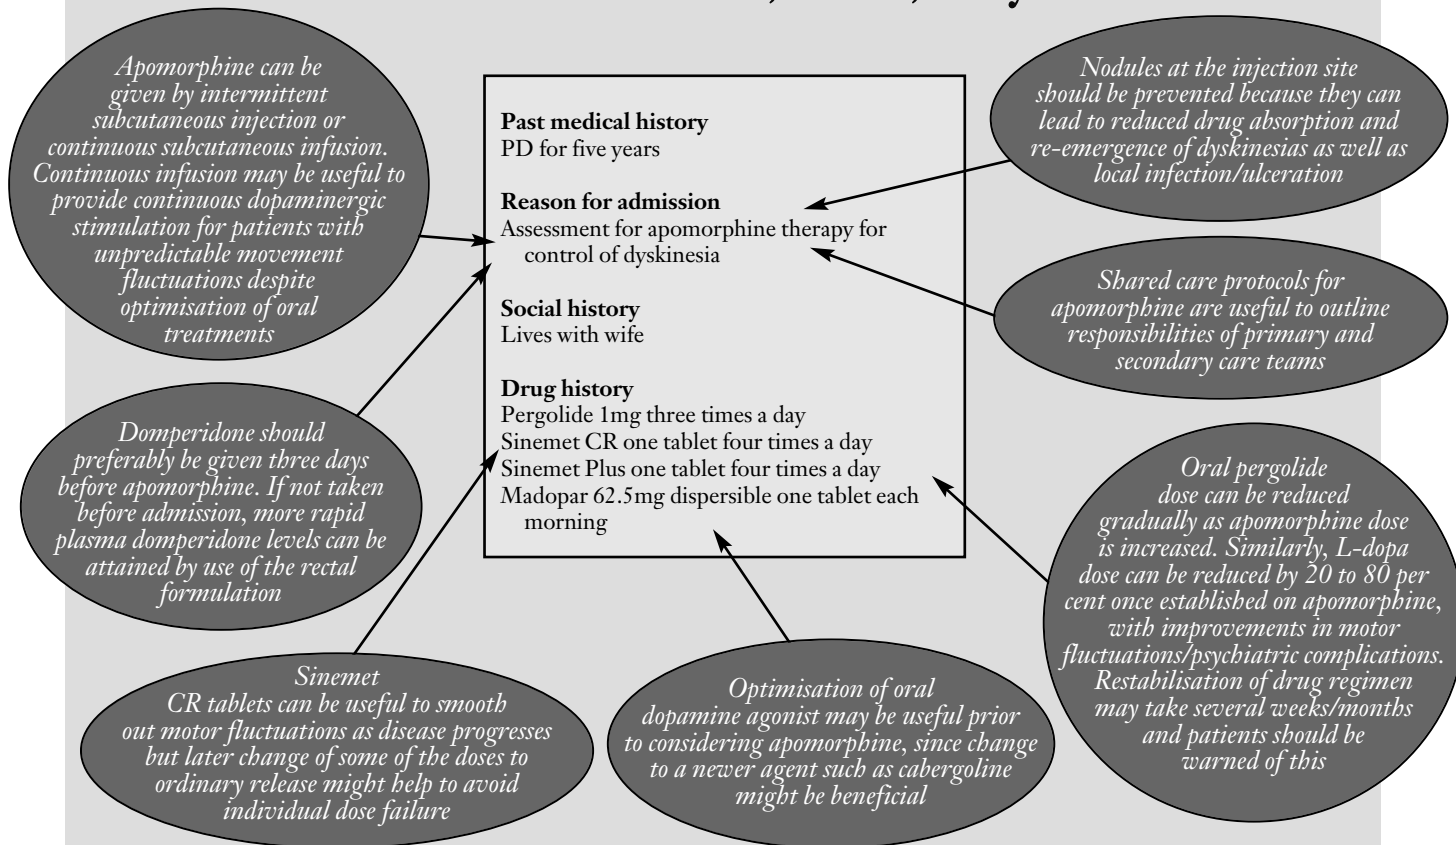 Apomorphine can be
given by intermittent
subcutaneous injection or
continuous subcutaneous infusion.
Continuous infusion may be useful to
provide continuous dopaminergic
stimulation for patients with
unpredictable movement
fluctuations despite
optimisation of oral
treatments
Domperidone should
preferably be given three days
before apomorphine. If not taken
before admission, more rapid
plasma domperidone levels can be
attained by use of the rectal
formulation
Past medical history
PD for five years
Reason for admission
Assessment for apomorphine therapy for
control of dyskinesia
Social history
Lives with wife
Drug history
Pergolide 1mg three times a day
Sinemet CR one tablet four times a day
Sinemet Plus one tablet four times a day
Madopar 62.5mg dispersible one tablet each
morning
Nodules at the injection site
should be prevented because they can
lead to reduced drug absorption and
re-emergence of dyskinesias as well as
local infection/ulceration
Shared care protocols for
apomorphine are useful to outline
responsibilities of primary and
secondary care teams
Oral pergolide
dose can be reduced
gradually as apomorphine dose
is increased. Similarly, L-dopa
dose can be reduced by 20 to 80 per
cent once established on apomorphine,
with improvements in motor
fluctuations/psychiatric complications.
Restabilisation of drug regimen
may take several weeks/months
and patients should be
warned of this
Sinemet
CR tablets can be useful to smooth
out motor fluctuations as disease progresses
but later change of some of the doses to
ordinary release might help to avoid
individual dose failure
Optimisation of oral
dopamine agonist may be useful prior
to considering apomorphine, since change
to a newer agent such as cabergoline
might be beneficial